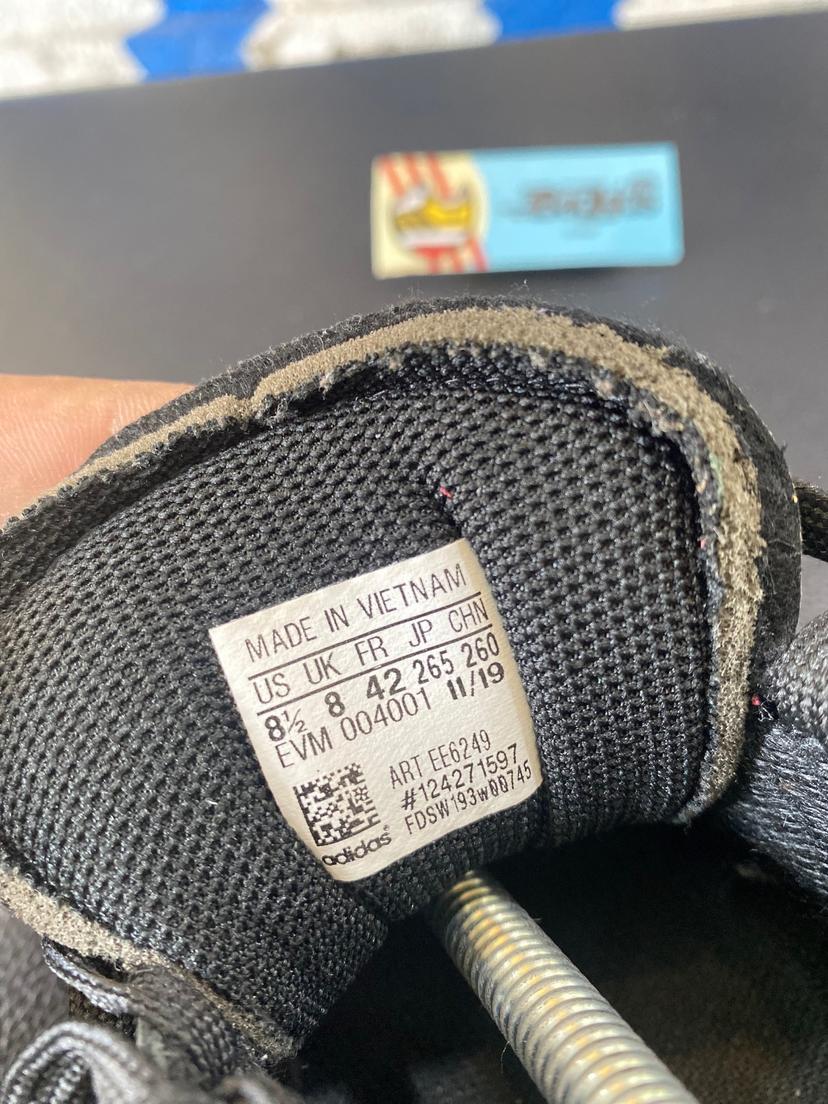 MADE IN VIETNAM
US UK FR JP CHN
8½ 8 42 265 260
EVM 004001 11/19
ART EE6249
#124271597
FDSW193W00745
adidas®